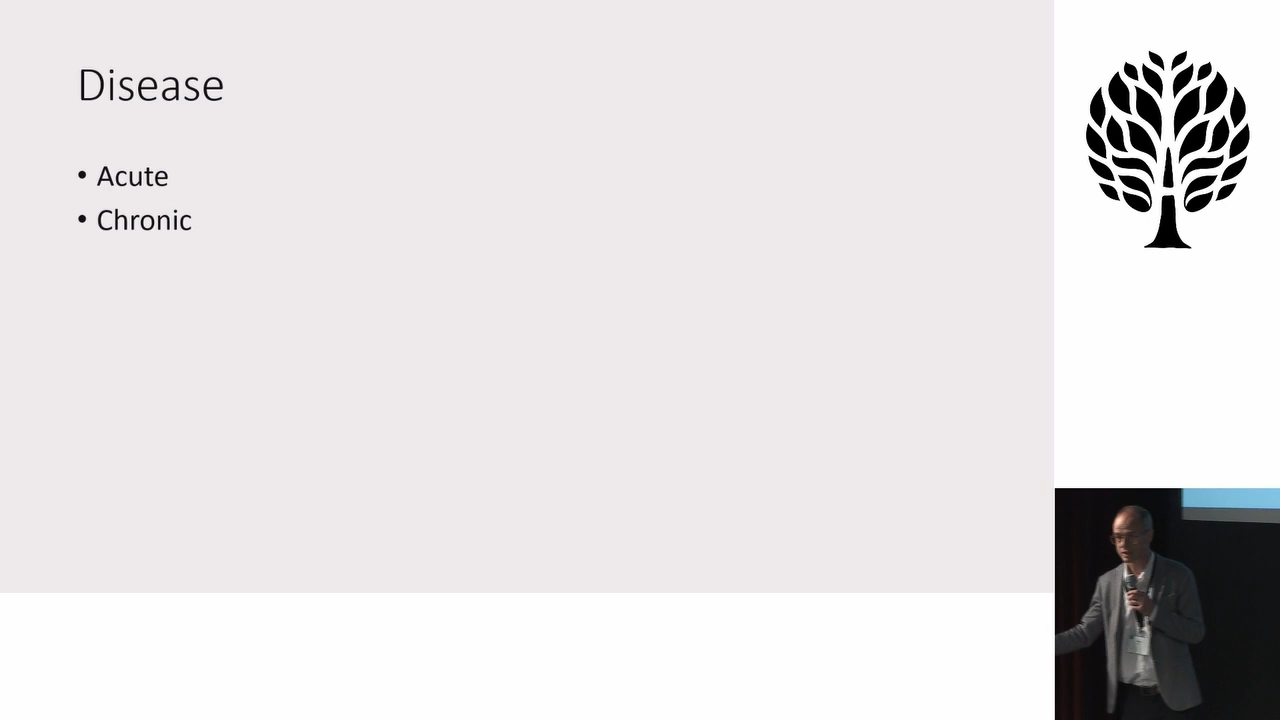 Disease
• Acute
• Chronic